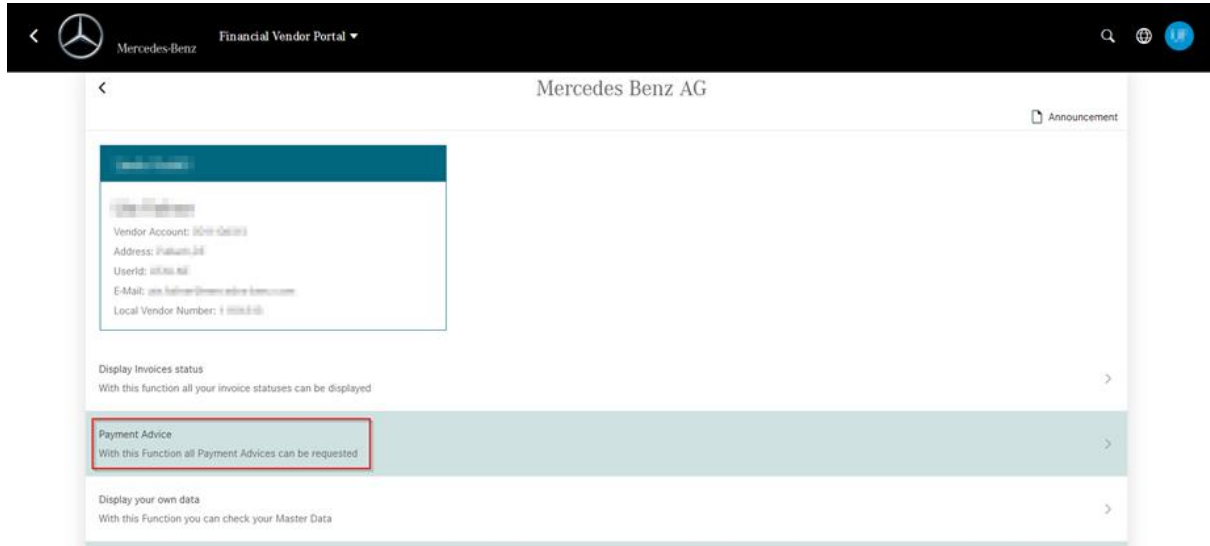 Mercedes-Benz
Financial Vendor Portal
Mercedes Benz AG
Announcement
Vendor Account:
Address:
UserId:
E-Mail:
Local Vendor Number:
Display Invoices status
With this function all your invoice statuses can be displayed
Payment Advice
With this Function all Payment Advices can be requested
Display your own data
With this Function you can check your Master Data